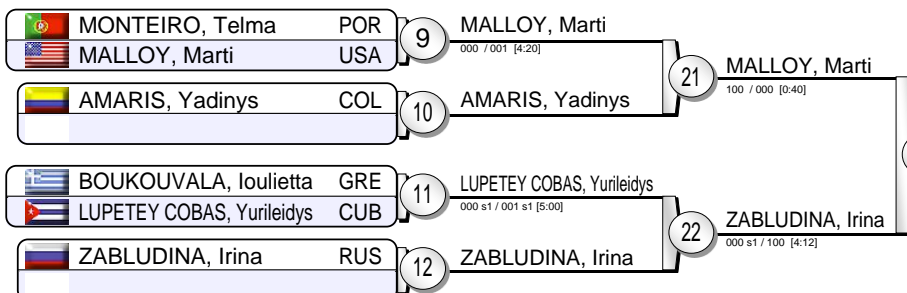 MONTEIRO, Telma POR
MALLOY, Marti USA
9
MALLOY, Marti
000 / 001 [4:20]
AMARIS, Yadinys COL
10
AMARIS, Yadinys
21
MALLOY, Marti
100 / 000 [0:40]
BOUKOUVALA, Ioulietta GRE
LUPETEY COBAS, Yurileidys CUB
11
LUPETEY COBAS, Yurileidys
000 s1 / 001 s1 [5:00]
ZABLUDINA, Irina RUS
12
ZABLUDINA, Irina
22
ZABLUDINA, Irina
000 s1 / 100 [4:12]